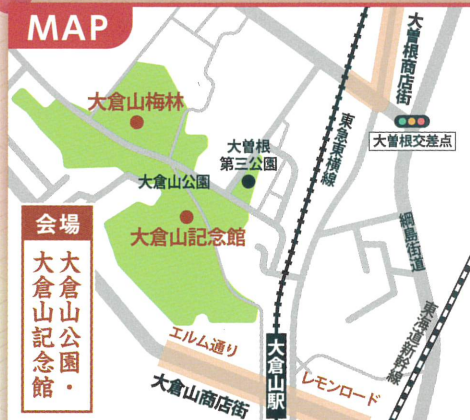 MAP
大倉山梅林
大曽根商店街
東急東横線
大曽根交差点
大曽根
第三公園
大倉山公園
大倉山記念館
綱島街道
東海道新幹線
会場
大倉山公園・
大倉山記念館
エルム通り
大倉山駅
レモンロード
大倉山商店街